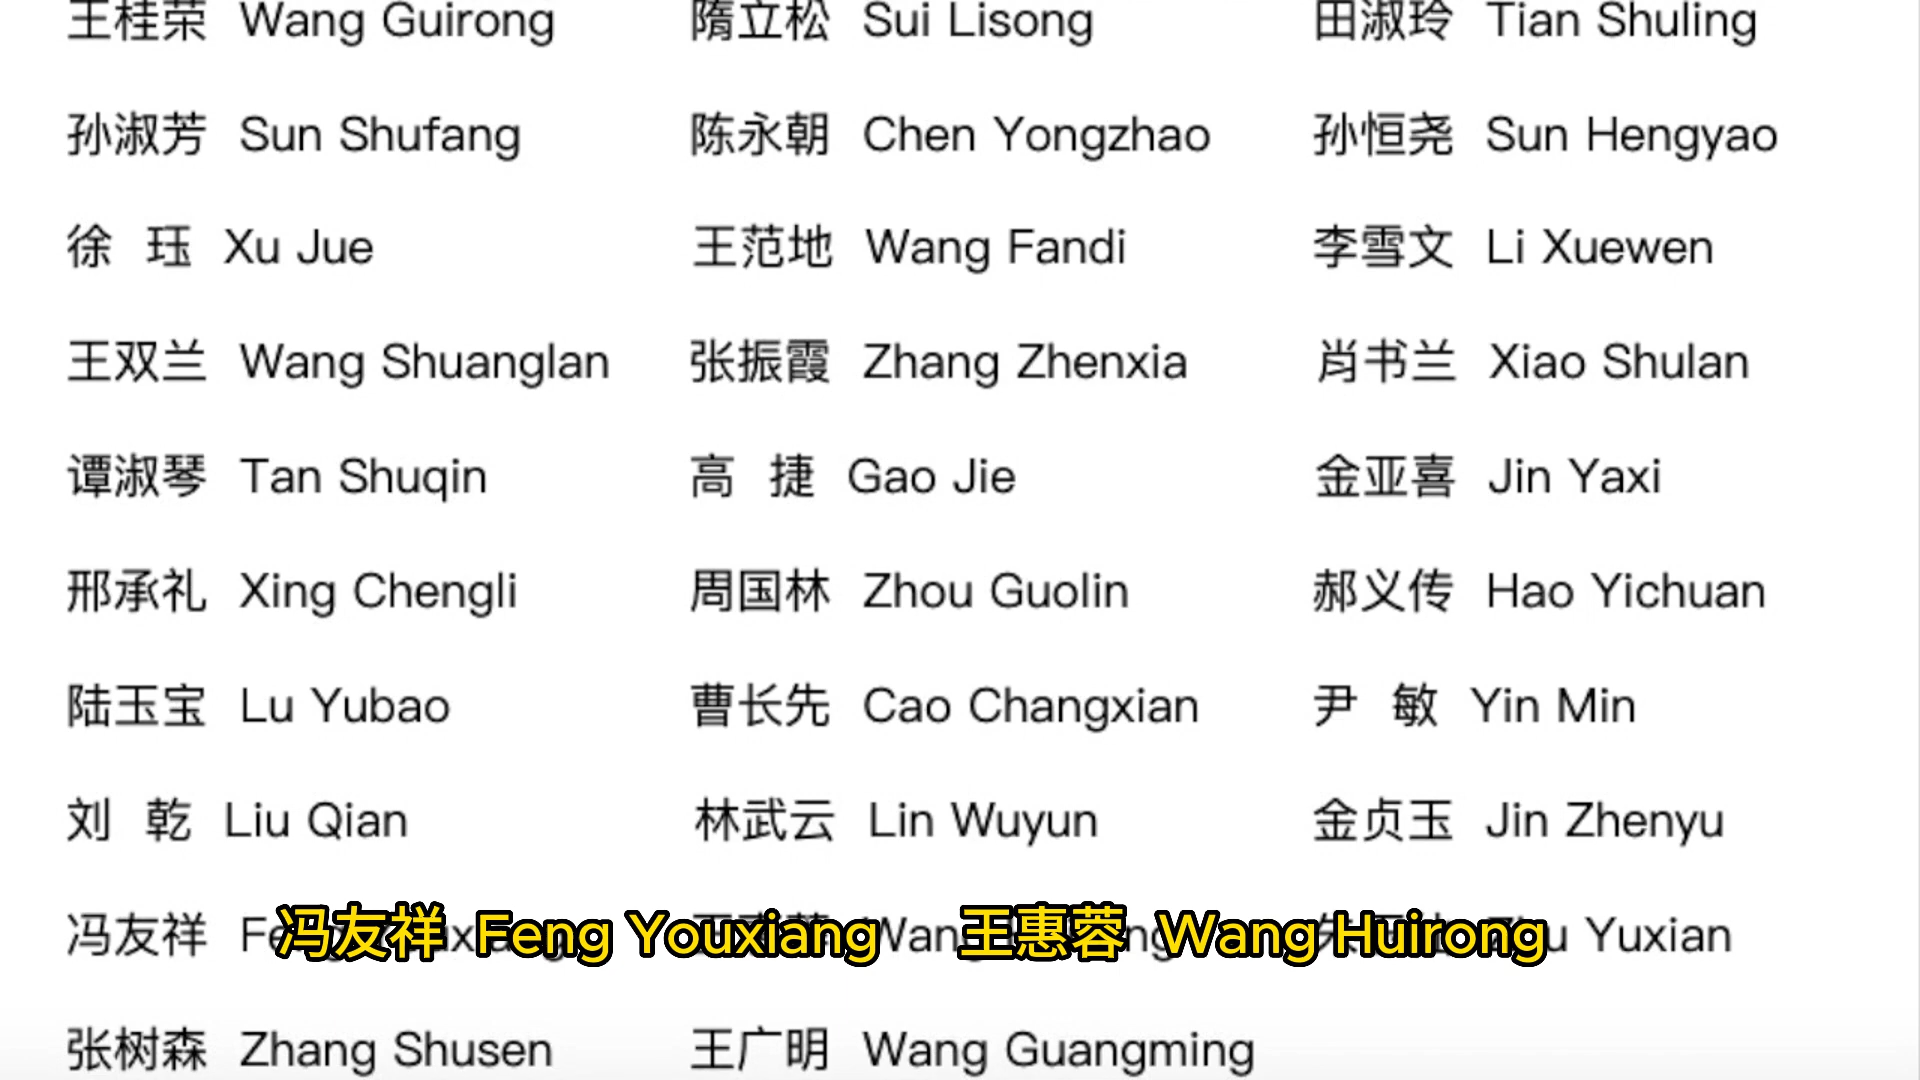 王桂荣 Wang Guirong 隋立松 Sui Lisong 田淑玲 Tian Shuling
孙淑芳 Sun Shufang 陈永朝 Chen Yongzhao 孙恒尧 Sun Hengyao
徐 珏 Xu Jue 王范地 Wang Fandi 李雪文 Li Xuewen
王双兰 Wang Shuanglan 张振霞 Zhang Zhenxia 肖书兰 Xiao Shulan
谭淑琴 Tan Shuqin 高 捷 Gao Jie 金亚喜 Jin Yaxi
邢承礼 Xing Chengli 周国林 Zhou Guolin 郝义传 Hao Yichuan
陆玉宝 Lu Yubao 曹长先 Cao Changxian 尹 敏 Yin Min
刘 乾 Liu Qian 林武云 Lin Wuyun 金贞玉 Jin Zhenyu
冯友祥 Yuxian
冯友祥 Feng Youxiang 王惠蓉 Wang Huirong
张树森 Zhang Shusen 王广明 Wang Guangming